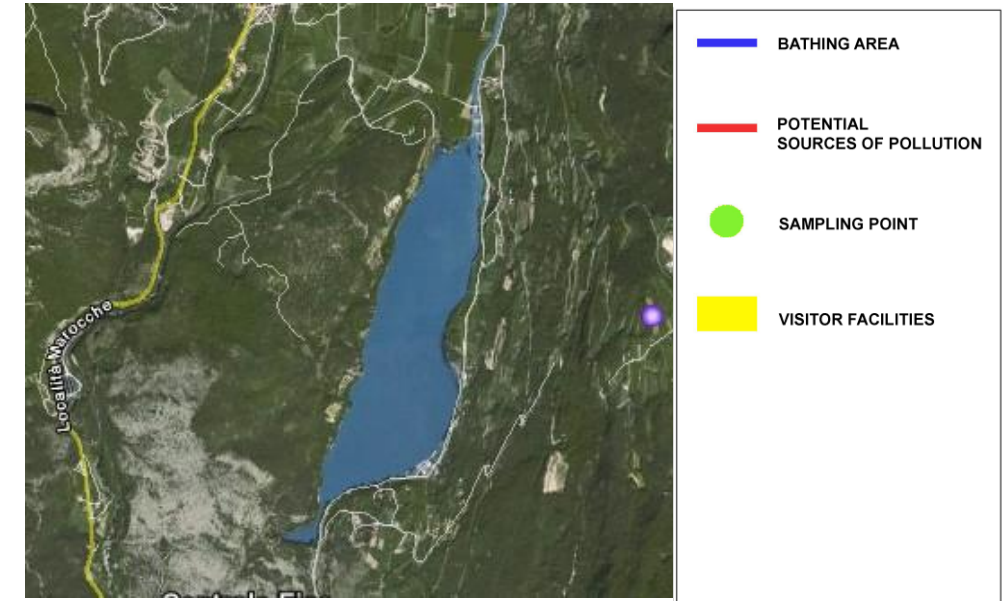 Località Marocche
BATHING AREA
POTENTIAL
SOURCES OF POLLUTION
SAMPLING POINT
VISITOR FACILITIES